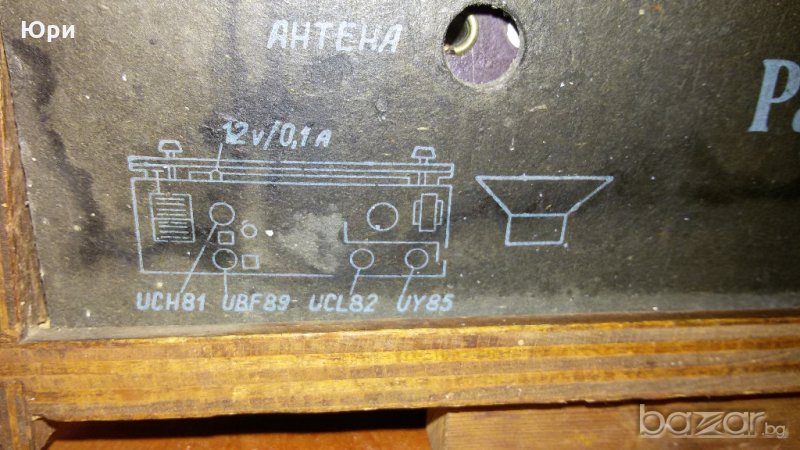 Юри
АНТЕНА
12v/0,1A
UCH81 UBF89 UCL82 UY85
bazar.bg